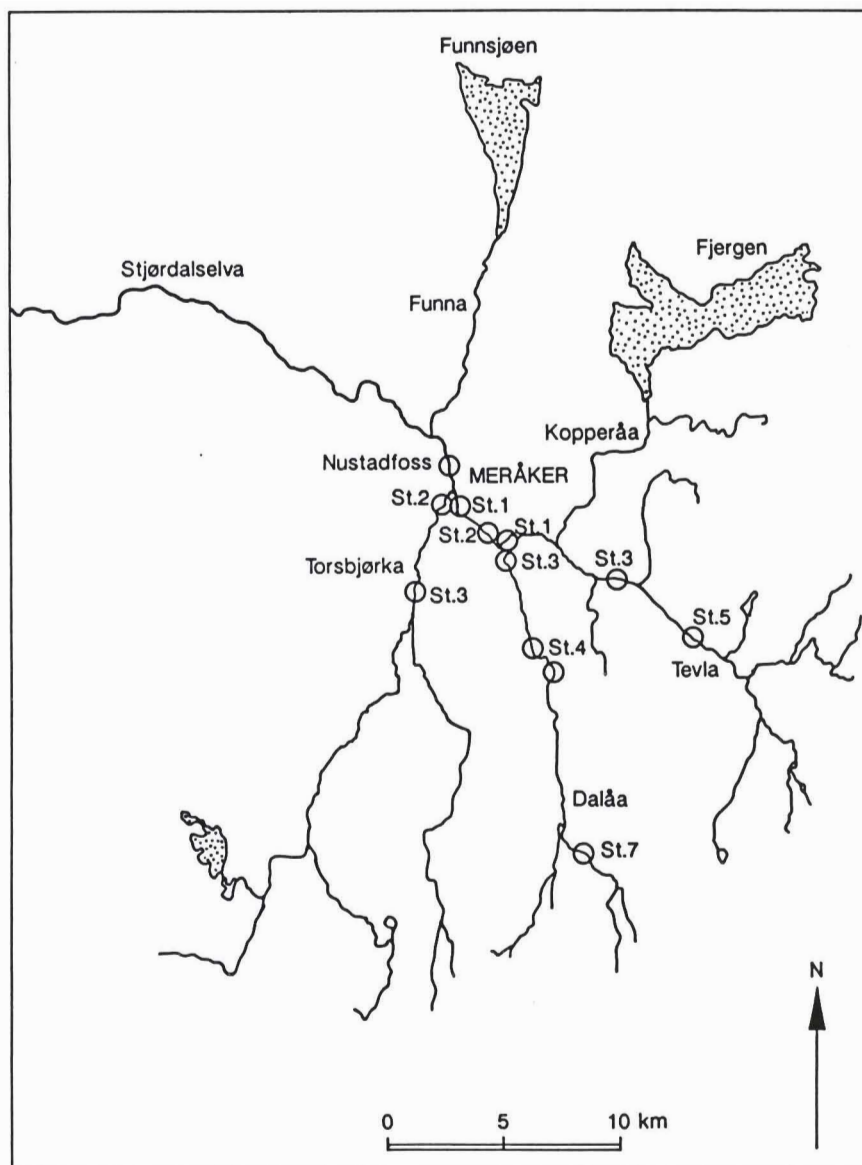 Funnsjøen
Fjergen
Stjørdalselva
Funna
Kopperåa
Nustadfoss
MERÅKER
St.2
St.1
St.2
St.1
St.3
St.3
Torsbjørka
St.3
St.5
St.4
Tevla
Dalåa
St.7
N
0 5 10 km